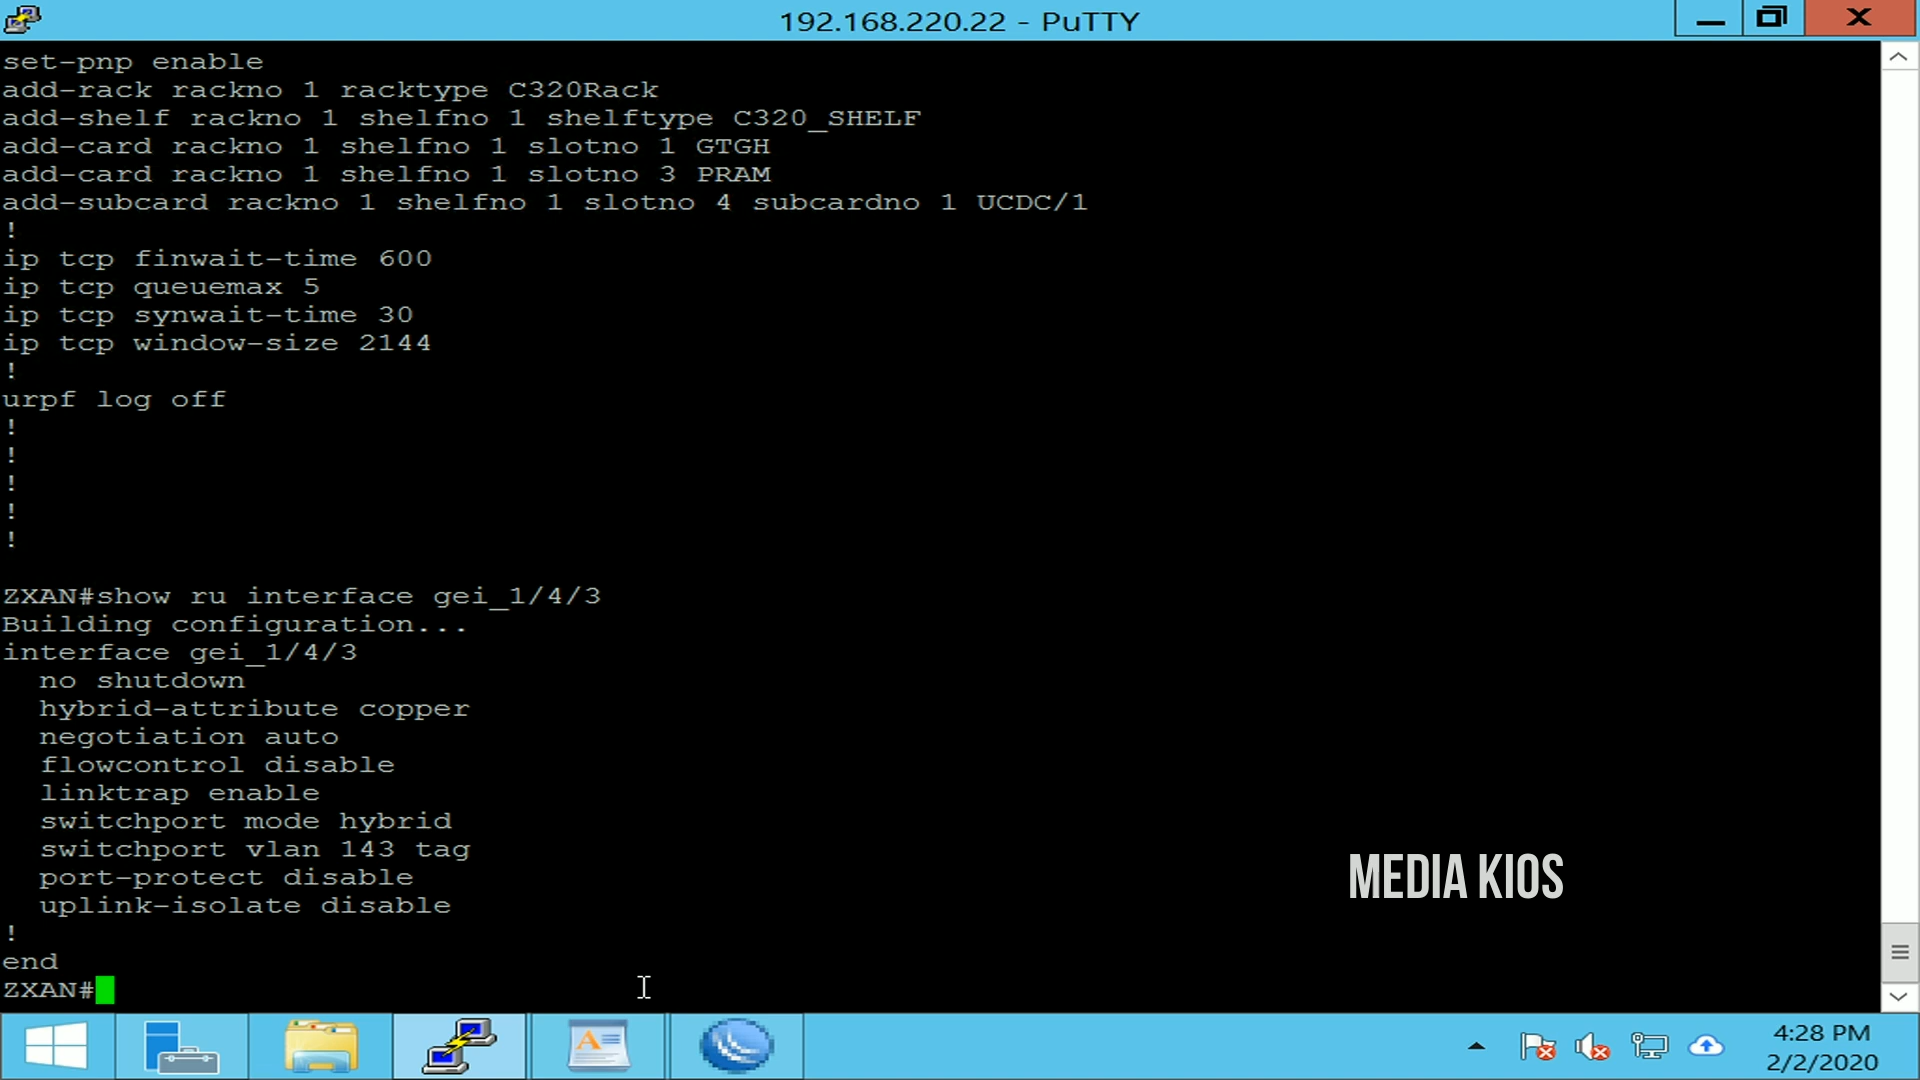 192.168.220.22 - PuTTY
set-pnp enable
add-rack rackno 1 racktype C320Rack
add-shelf rackno 1 shelfno 1 shelftype C320_SHELF
add-card rackno 1 shelfno 1 slotno 1 GTGH
add-card rackno 1 shelfno 1 slotno 3 PRAM
add-subcard rackno 1 shelfno 1 slotno 4 subcardno 1 UCDC/1
!
ip tcp finwait-time 600
ip tcp queuemax 5
ip tcp synwait-time 30
ip tcp window-size 2144
!
urpf log off
!
!
!
!
!
ZXAN#show ru interface gei_1/4/3
Building configuration...
interface gei_1/4/3
  no shutdown
  hybrid-attribute copper
  negotiation auto
  flowcontrol disable
  linktrap enable
  switchport mode hybrid
  switchport vlan 143 tag
  port-protect disable
  uplink-isolate disable
!
end
ZXAN#
MEDIA KIOS
4:28 PM
2/2/2020